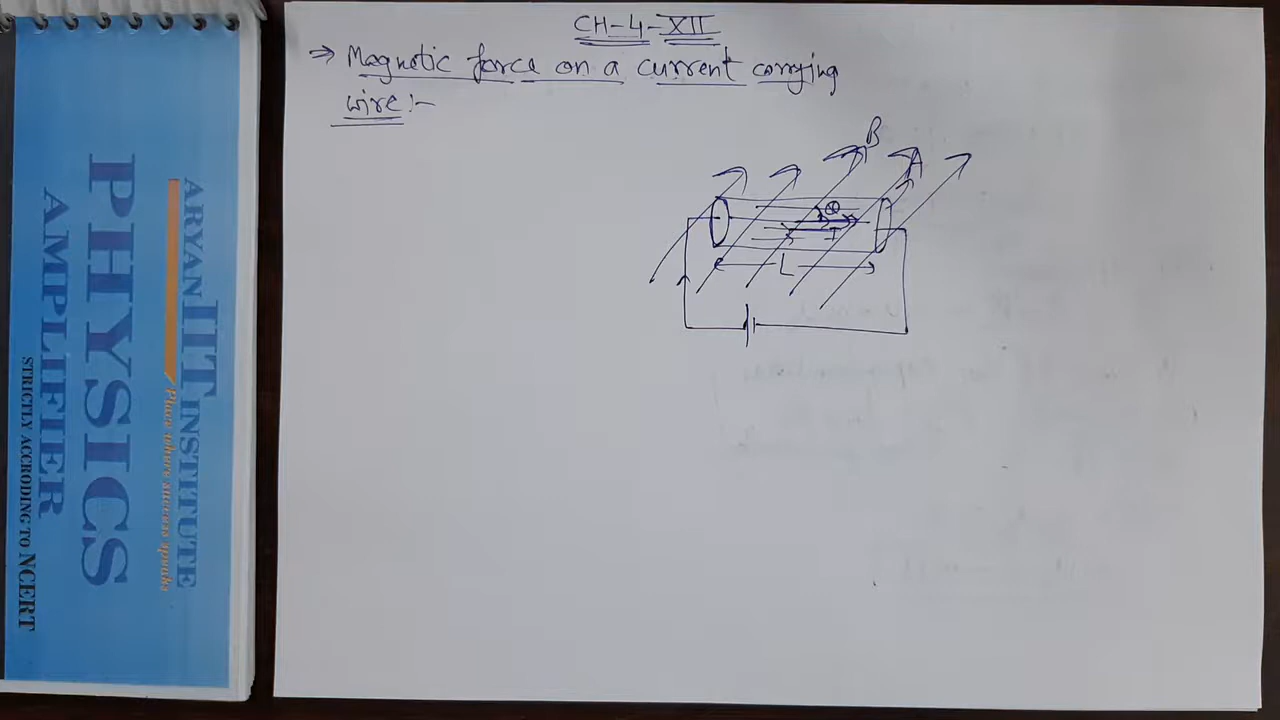 ARYAN IIT INSTITUTE
Place where success speaks
PHYSICS
AMPLIFIER
STRICTLY ACCRODING TO NCERT
CH-4-XII
⇒ Magnetic force on a current carrying
wire :-
B
A
θ
I
L